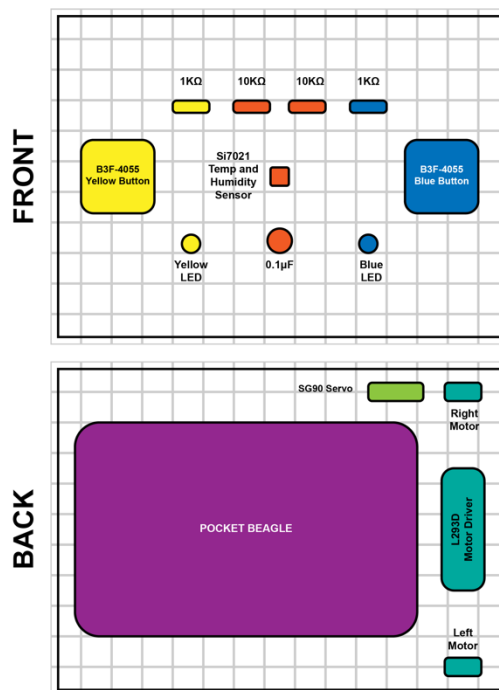 FRONT
1KΩ 10KΩ 10KΩ 1KΩ
B3F-4055
Yellow Button
Si7021
Temp and
Humidity
Sensor
B3F-4055
Blue Button
Yellow
LED
0.1µF
Blue
LED
BACK
SG90 Servo
Right
Motor
POCKET BEAGLE
L293D
Motor Driver
Left
Motor